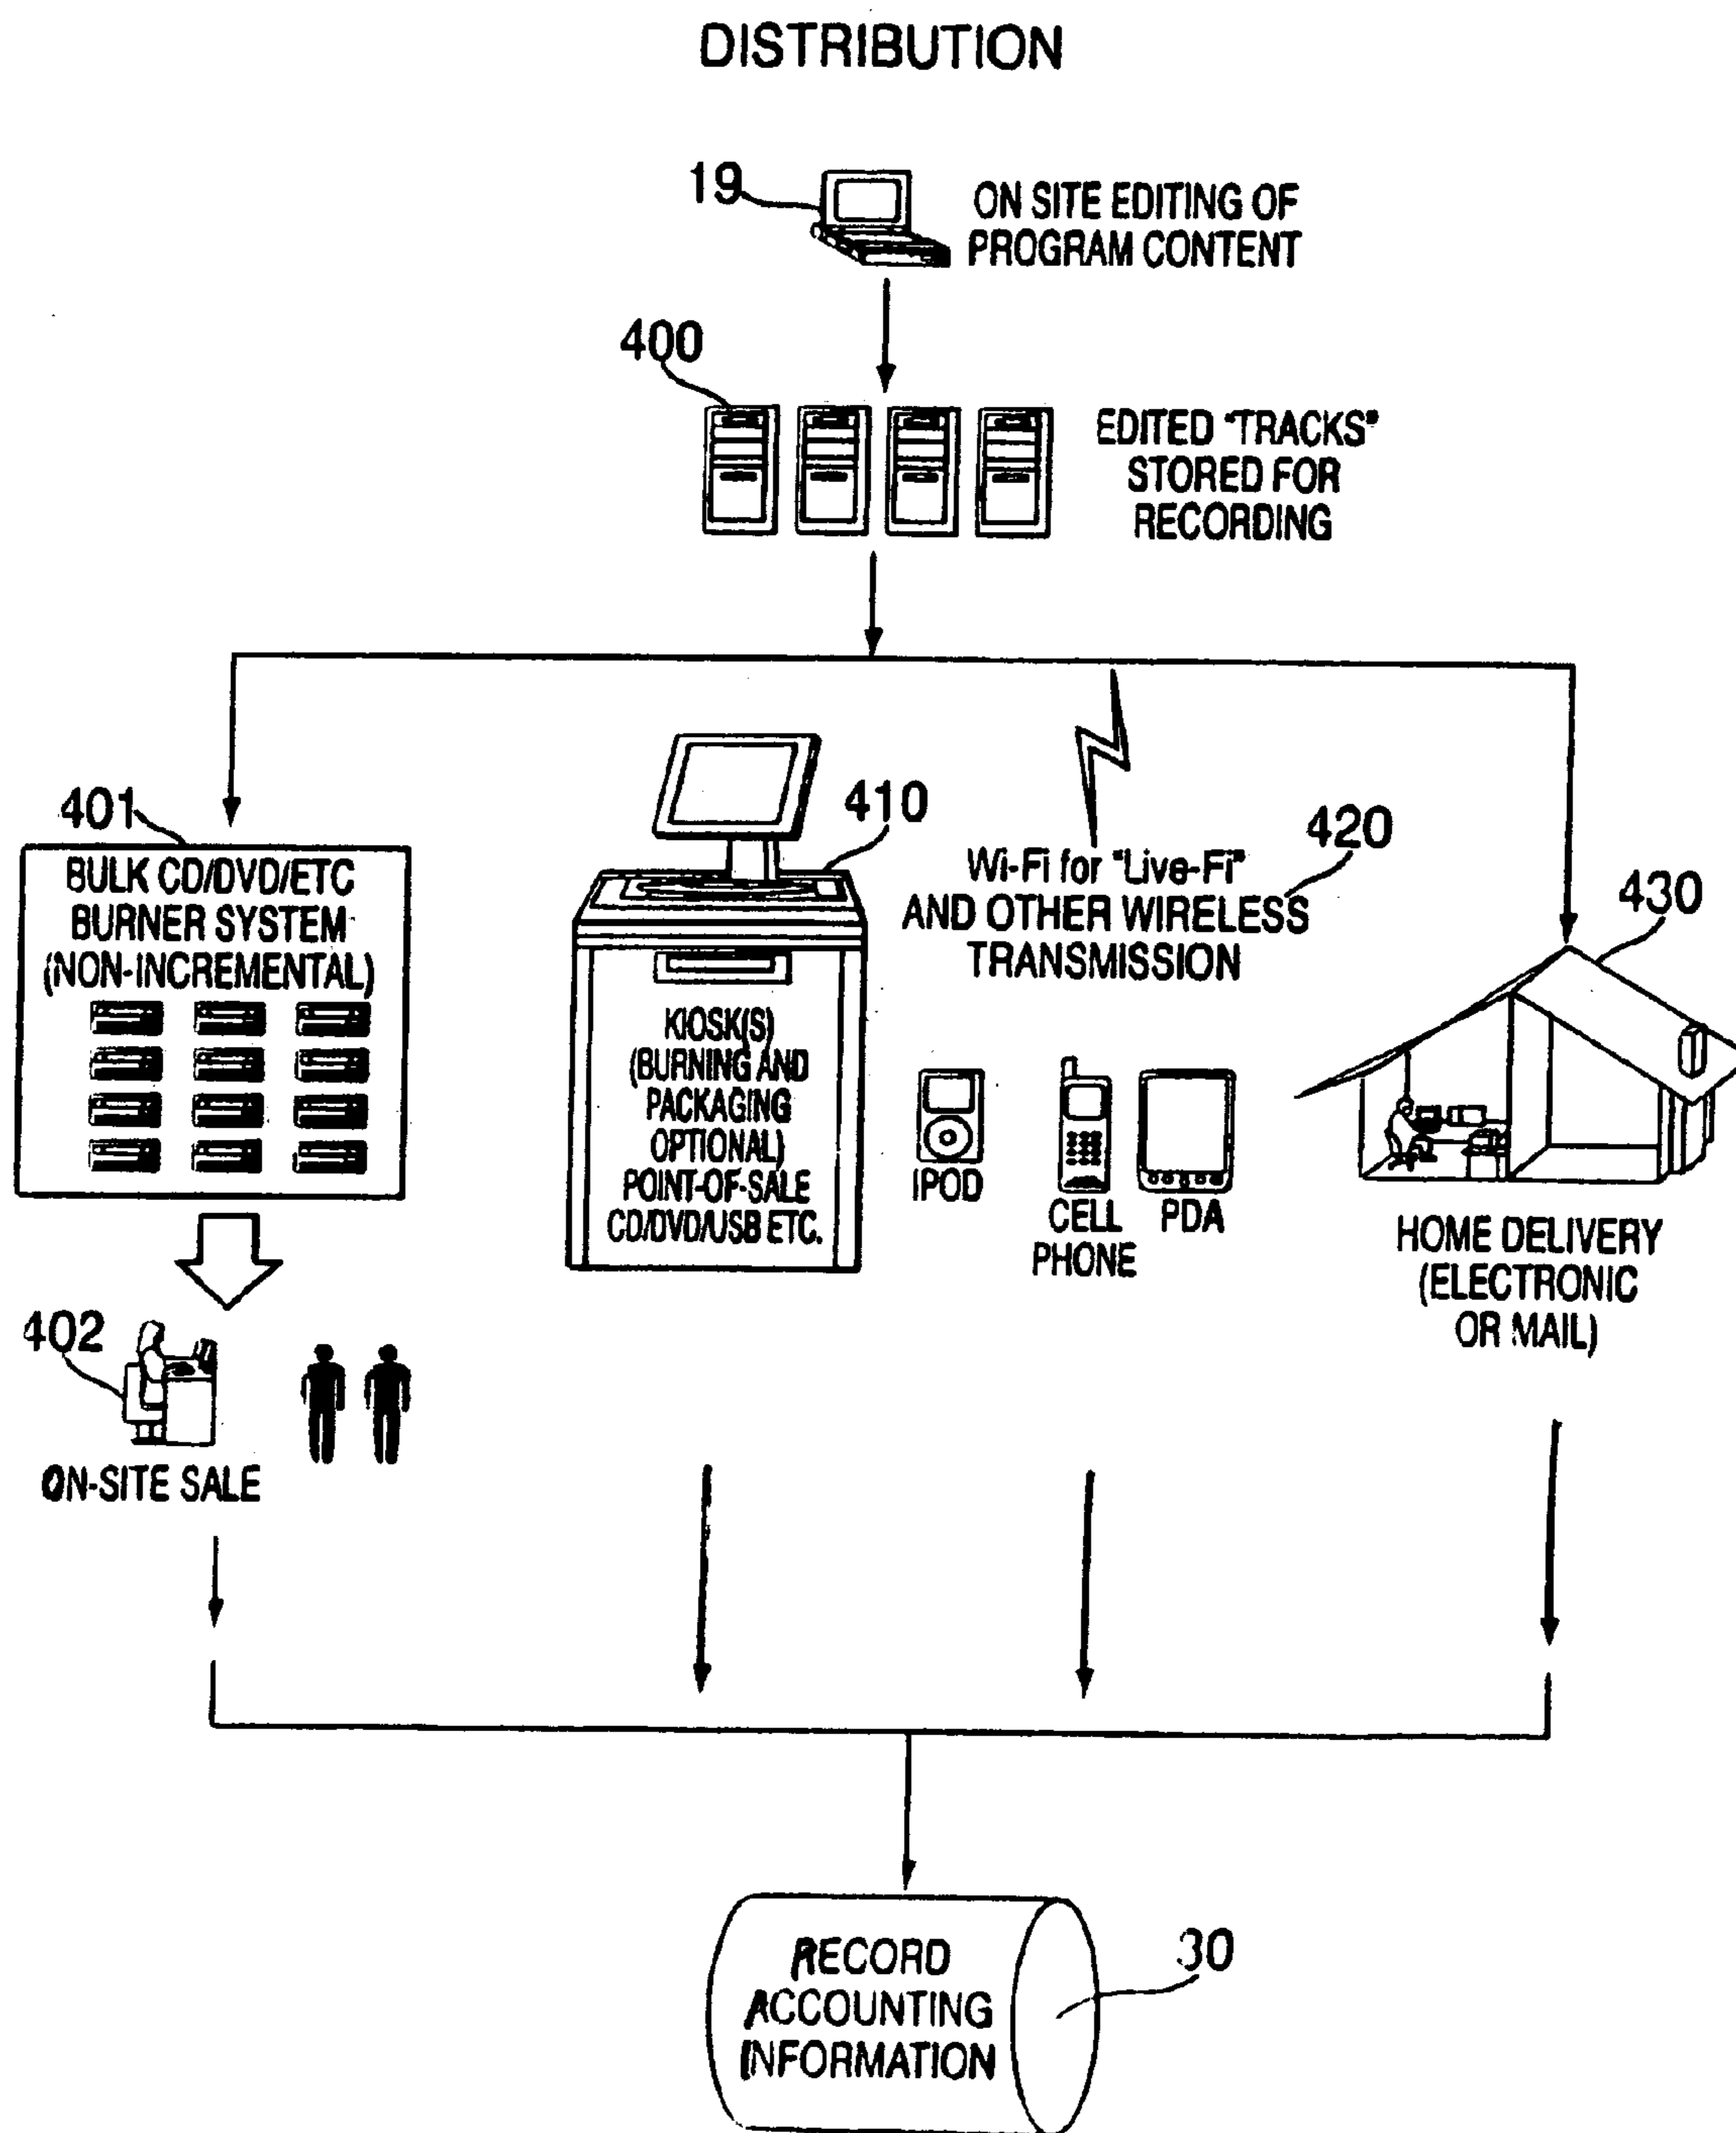 DISTRIBUTION
19
ON SITE EDITING OF
PROGRAM CONTENT
400
EDITED "TRACKS"
STORED FOR
RECORDING
401
BULK CD/DVD/ETC
BURNER SYSTEM
(NON-INCREMENTAL)
402
ON-SITE SALE
410
KIOSK(S)
(BURNING AND
PACKAGING
OPTIONAL)
POINT-OF-SALE
CD/DVD/USB ETC.
Wi-Fi for "Live-Fi"
AND OTHER WIRELESS
TRANSMISSION
420
IPOD
CELL
PHONE
PDA
430
HOME DELIVERY
(ELECTRONIC
OR MAIL)
RECORD
ACCOUNTING
INFORMATION
30